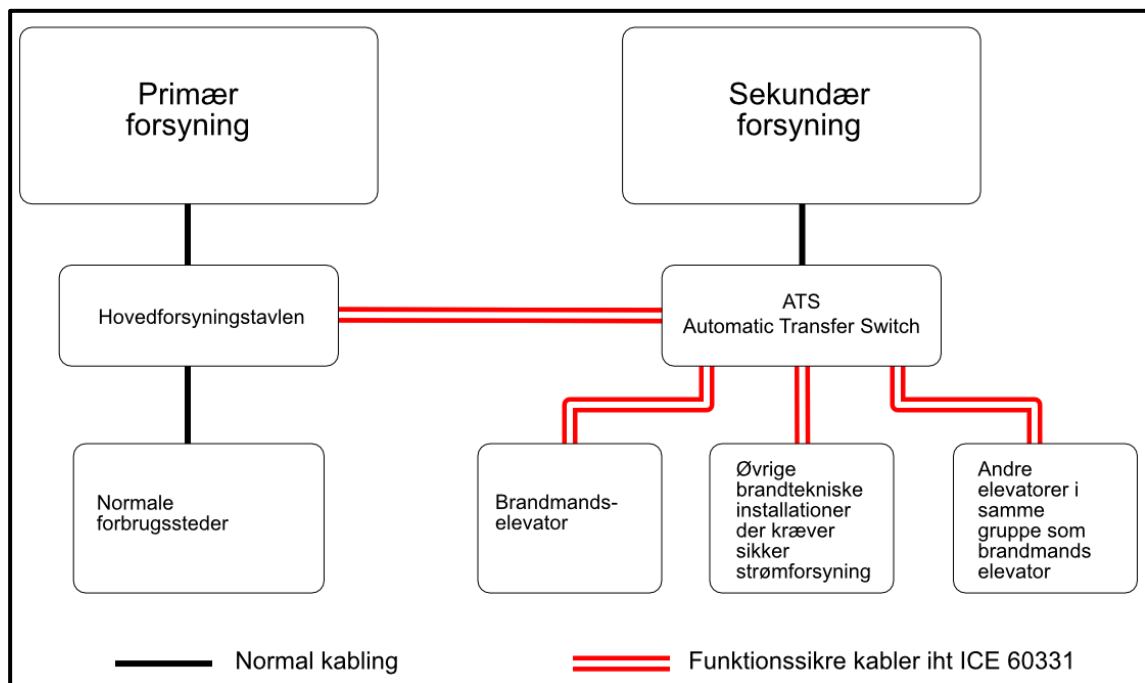 Primær
forsyning
Sekundær
forsyning
Hovedforsyningstavlen
ATS
Automatic Transfer Switch
Normale
forbrugssteder
Brandmands-
elevator
Øvrige
brandtekniske
installationer
der kræver
sikker
strømforsyning
Andre
elevatorer i
samme
gruppe som
brandmands
elevator
Normal kabling
Funktionssikre kabler iht ICE 60331